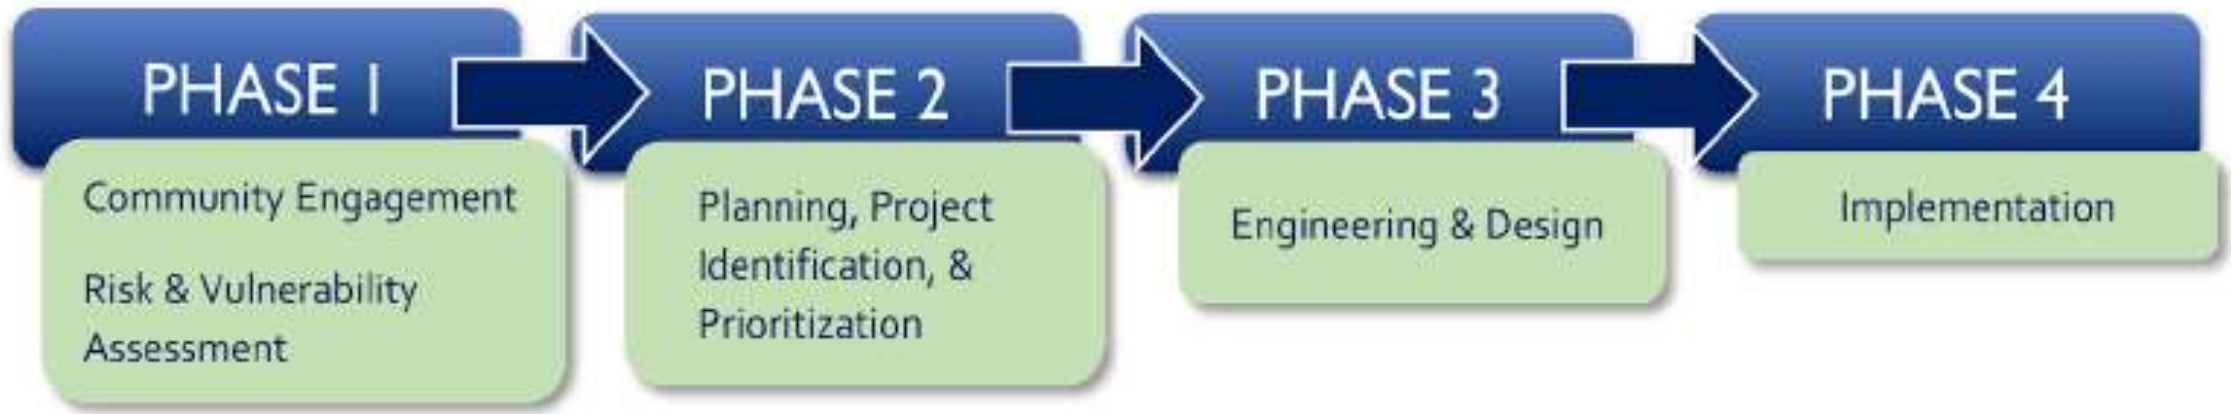 PHASE 1
Community Engagement
Risk & Vulnerability
Assessment
PHASE 2
Planning, Project
Identification, &
Prioritization
PHASE 3
Engineering & Design
PHASE 4
Implementation